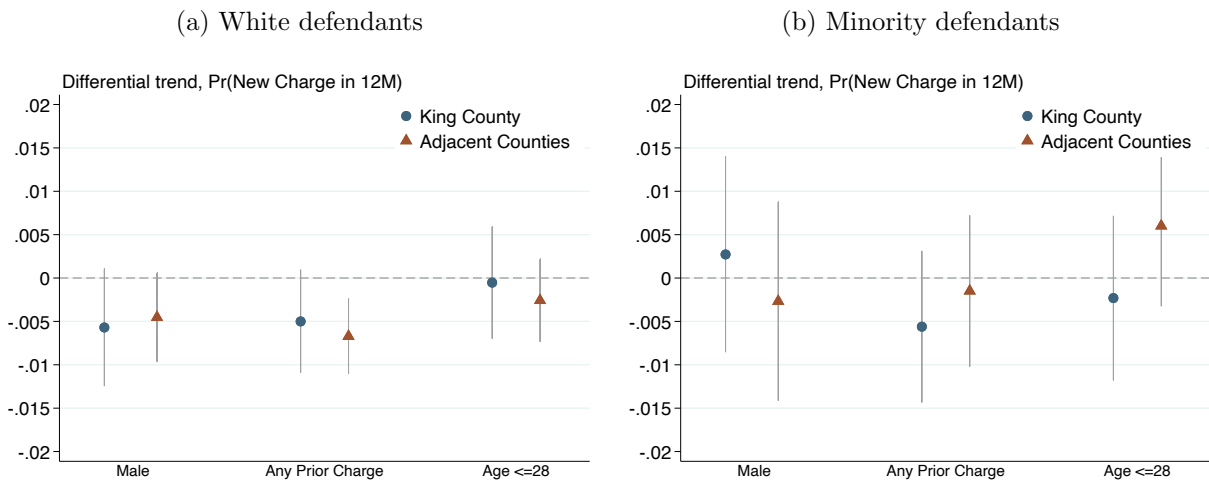 (a) White defendants
Differential trend, Pr(New Charge in 12M)
King County
Adjacent Counties
.02
.015
.01
.005
0
-.005
-.01
-.015
-.02
Male
Any Prior Charge
Age <=28
(b) Minority defendants
Differential trend, Pr(New Charge in 12M)
King County
Adjacent Counties
.02
.015
.01
.005
0
-.005
-.01
-.015
-.02
Male
Any Prior Charge
Age <=28